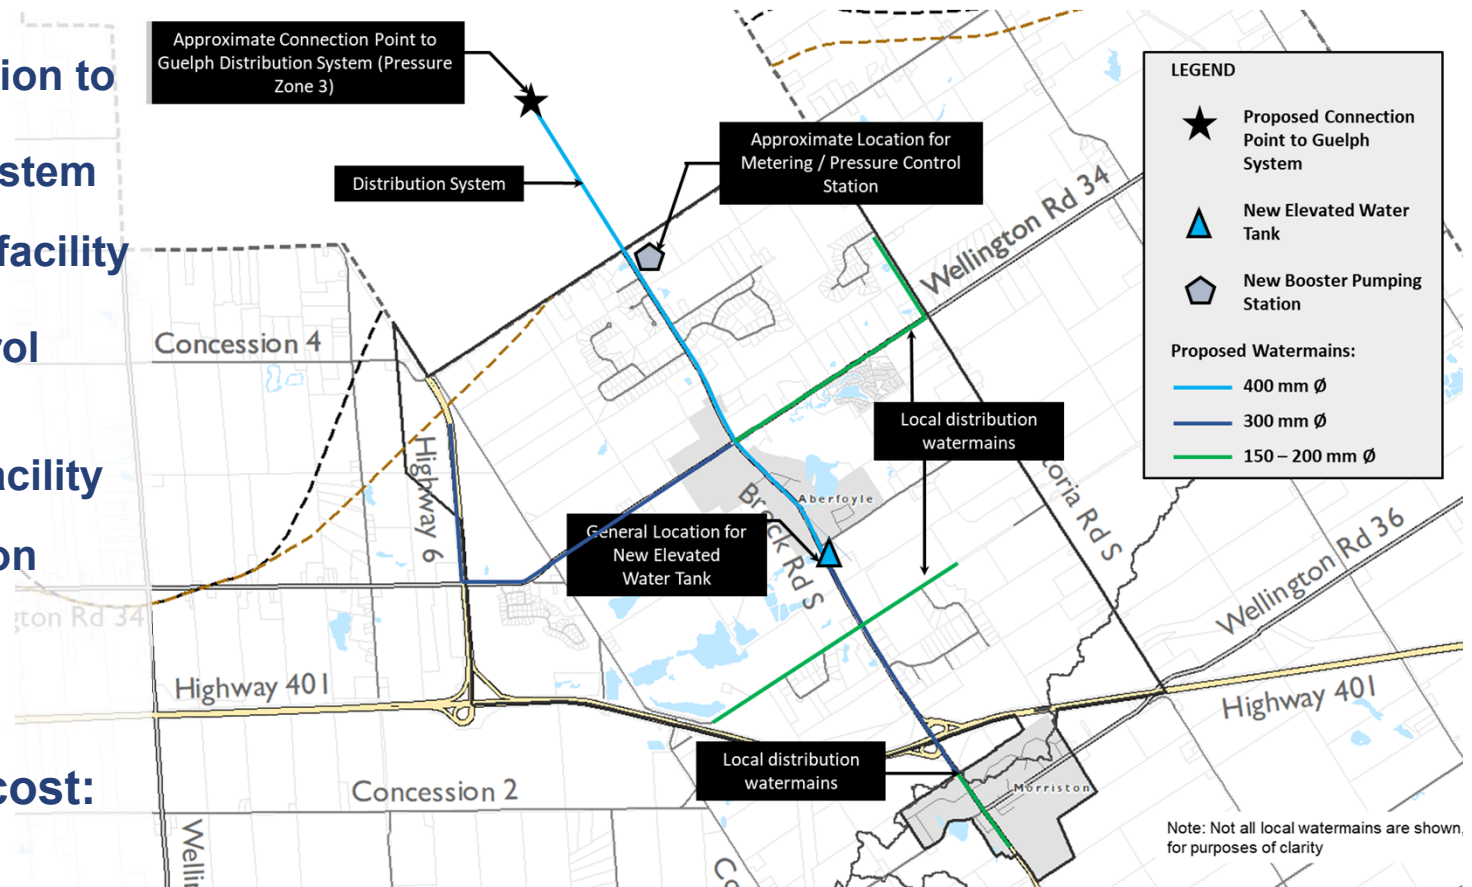 ion to
stem
facility
rol
acility
on
cost:
Approximate Connection Point to
Guelph Distribution System (Pressure
Zone 3)
Distribution System
Approximate Location for
Metering / Pressure Control
Station
Wellington Rd 34
LEGEND
Proposed Connection
Point to Guelph
System
New Elevated Water
Tank
New Booster Pumping
Station
Proposed Watermains:
400 mm Ø
300 mm Ø
150 – 200 mm Ø
Concession 4
Highway 6
Local distribution
watermains
Aberfoyle
Brock Rd S
General Location for
New Elevated
Water Tank
toria Rd S
Wellington Rd 36
gton Rd 34
Highway 401
Highway 401
Local distribution
watermains
Concession 2
Morriston
Wellin
Co
Note: Not all local watermains are shown,
for purposes of clarity